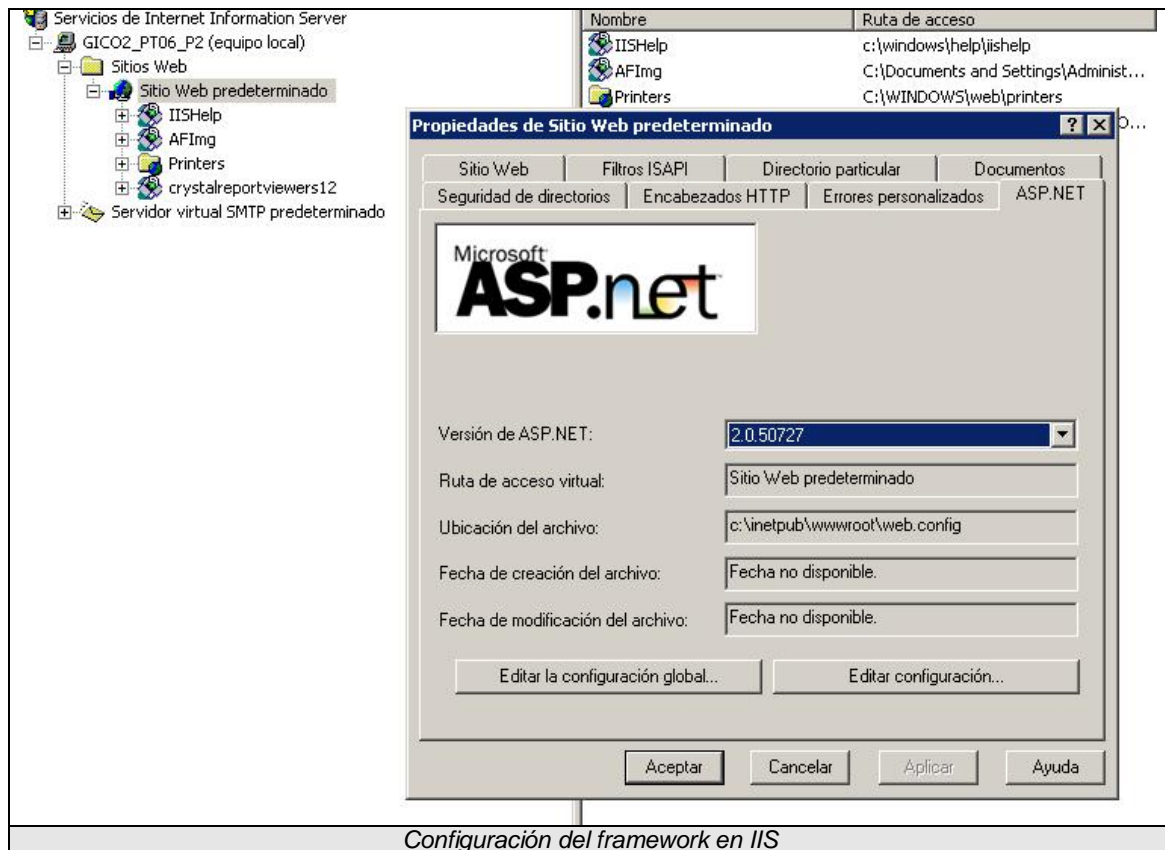 Servicios de Internet Information Server
GICO2_PT06_P2 (equipo local)
Sitios Web
Sitio Web predeterminado
IISHelp
AFImg
Printers
crystalreportviewers12
Servidor virtual SMTP predeterminado
Nombre Ruta de acceso
IISHelp c:\windows\help\iishelp
AFImg C:\Documents and Settings\Administ...
Printers C:\WINDOWS\web\printers
Propiedades de Sitio Web predeterminado
Sitio Web Filtros ISAPI Directorio particular Documentos
Seguridad de directorios Encabezados HTTP Errores personalizados ASP.NET
Microsoft
ASP.net
Versión de ASP.NET: 2.0.50727
Ruta de acceso virtual: Sitio Web predeterminado
Ubicación del archivo: c:\inetpub\wwwroot\web.config
Fecha de creación del archivo: Fecha no disponible.
Fecha de modificación del archivo: Fecha no disponible.
Editar la configuración global... Editar configuración...
Aceptar Cancelar Aplicar Ayuda
Configuración del framework en IIS